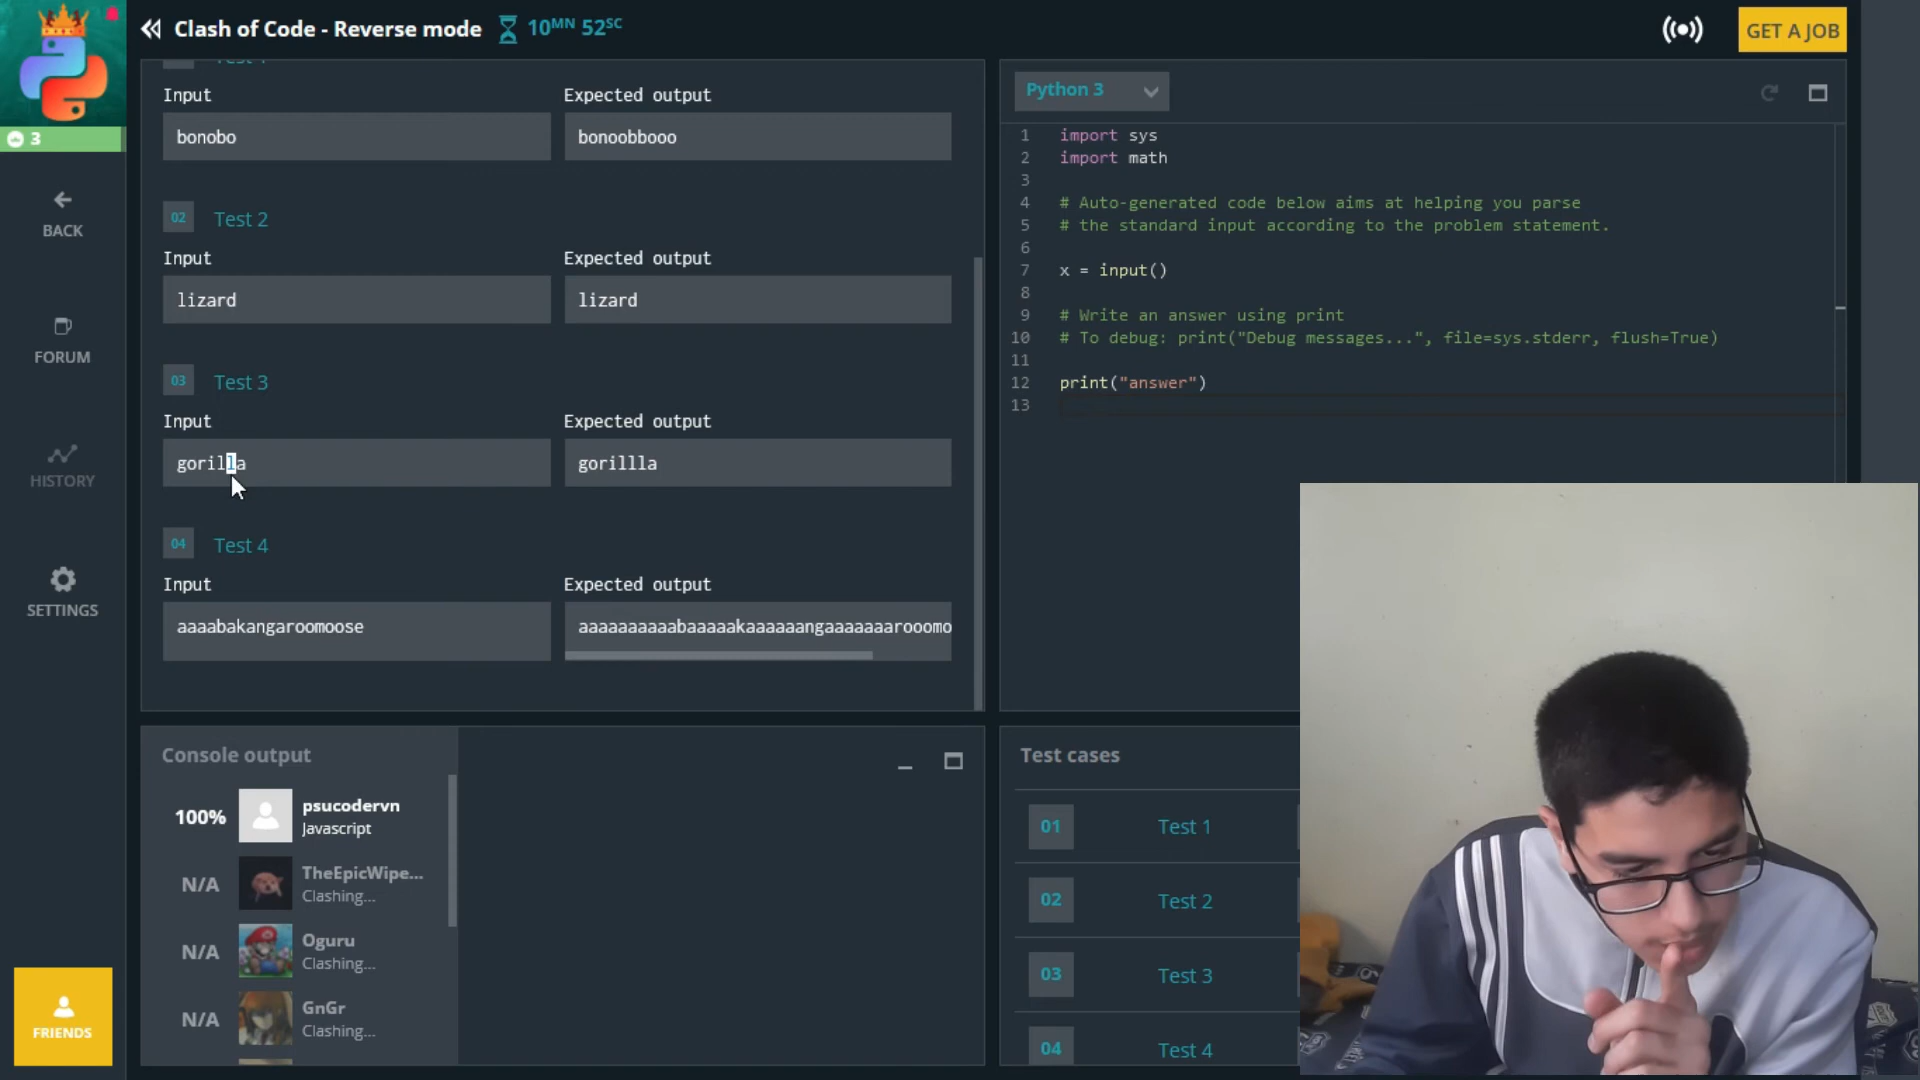 Clash of Code - Reverse mode
10MN 52SC
GET A JOB
3
BACK
FORUM
HISTORY
SETTINGS
FRIENDS
Input
Expected output
bonobo
bonoobbooo
02 Test 2
Input
Expected output
lizard
lizard
03 Test 3
Input
Expected output
gorilla
gorillla
04 Test 4
Input
Expected output
aaaabakangaroomoose
aaaaaaaaaabaaaaakaaaaaangaaaaaaarooomo
Python 3
1 import sys
2 import math
3
4 # Auto-generated code below aims at helping you parse
5 # the standard input according to the problem statement.
6
7 x = input()
8
9 # Write an answer using print
10 # To debug: print("Debug messages...", file=sys.stderr, flush=True)
11
12 print("answer")
13
Console output
100% psucodervn
Javascript
N/A TheEpicWipe...
Clashing...
N/A Oguru
Clashing...
N/A GnGr
Clashing...
Test cases
01 Test 1
02 Test 2
03 Test 3
04 Test 4